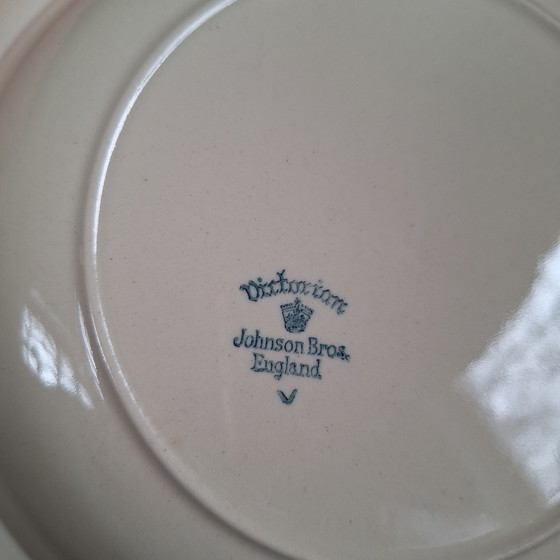 Victorian
Johnson Bros.
England
V